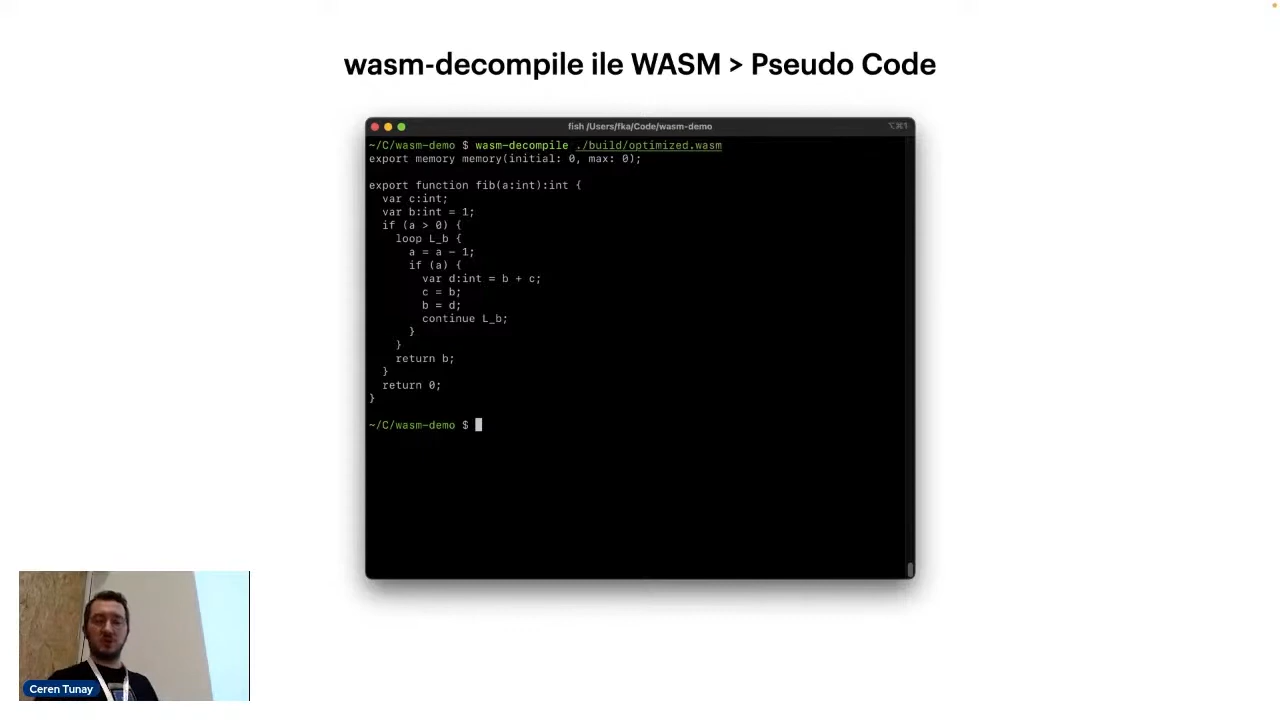 wasm-decompile ile WASM > Pseudo Code
fish /Users/fka/Code/wasm-demo
⌥⌘1
~/C/wasm-demo $ wasm-decompile ./build/optimized.wasm
export memory memory(initial: 0, max: 0);
export function fib(a:int):int {
  var c:int;
  var b:int = 1;
  if (a > 0) {
    loop L_b {
      a = a - 1;
      if (a) {
        var d:int = b + c;
        c = b;
        b = d;
        continue L_b;
      }
    }
    return b;
  }
  return 0;
}
~/C/wasm-demo $
Ceren Tunay